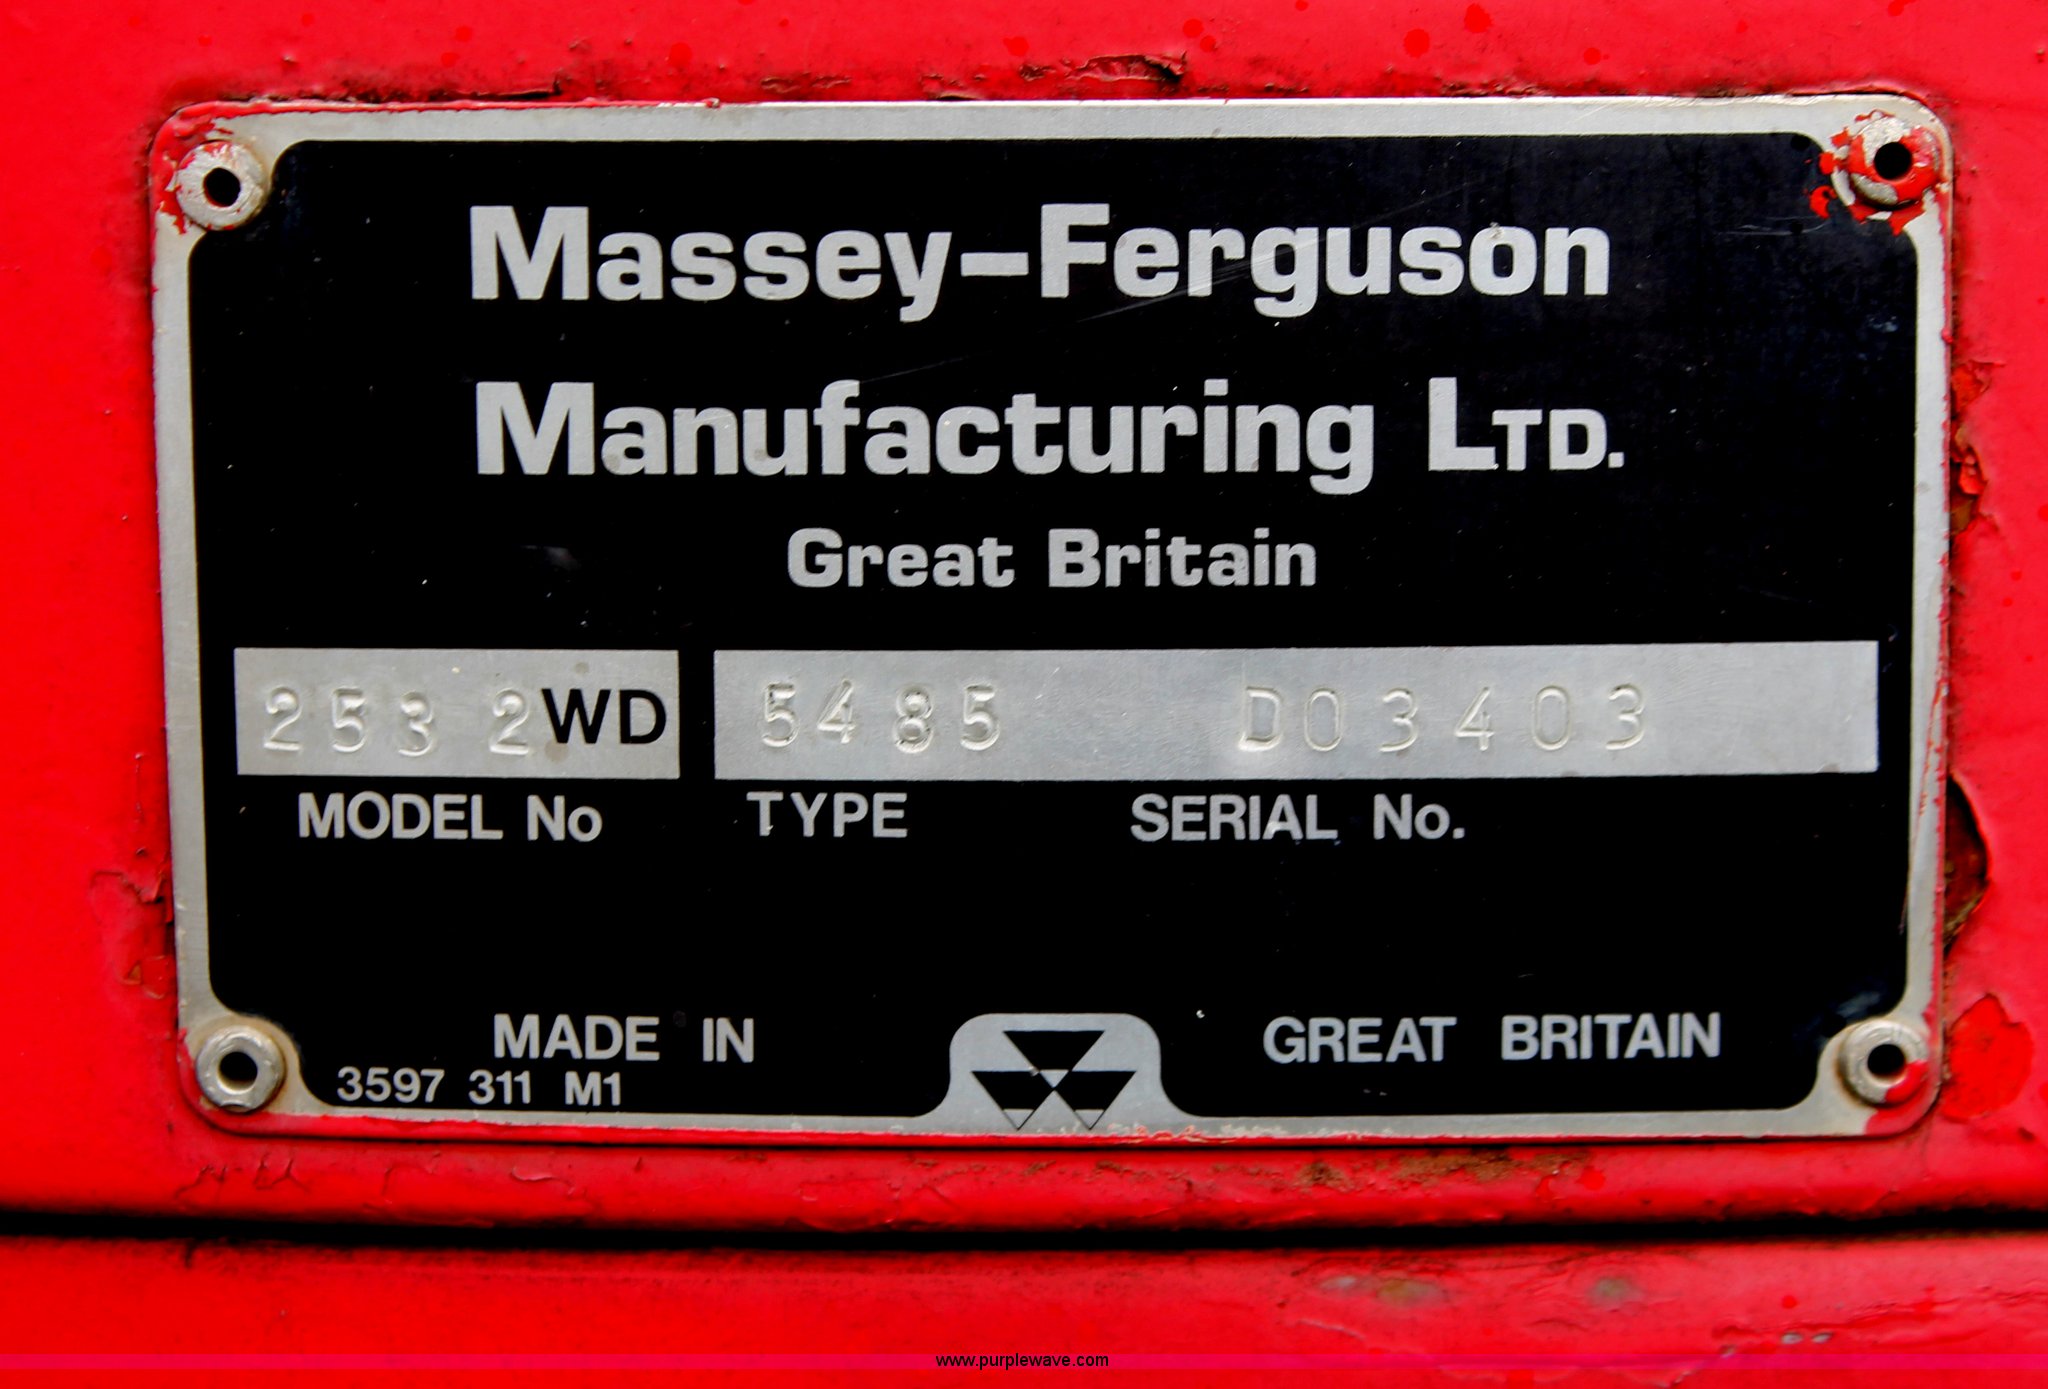 Massey-Ferguson
Manufacturing LTD.
Great Britain
253 2WD 5485 D03403
MODEL No TYPE SERIAL No.
MADE IN GREAT BRITAIN
3597 311 M1
www.purplewave.com